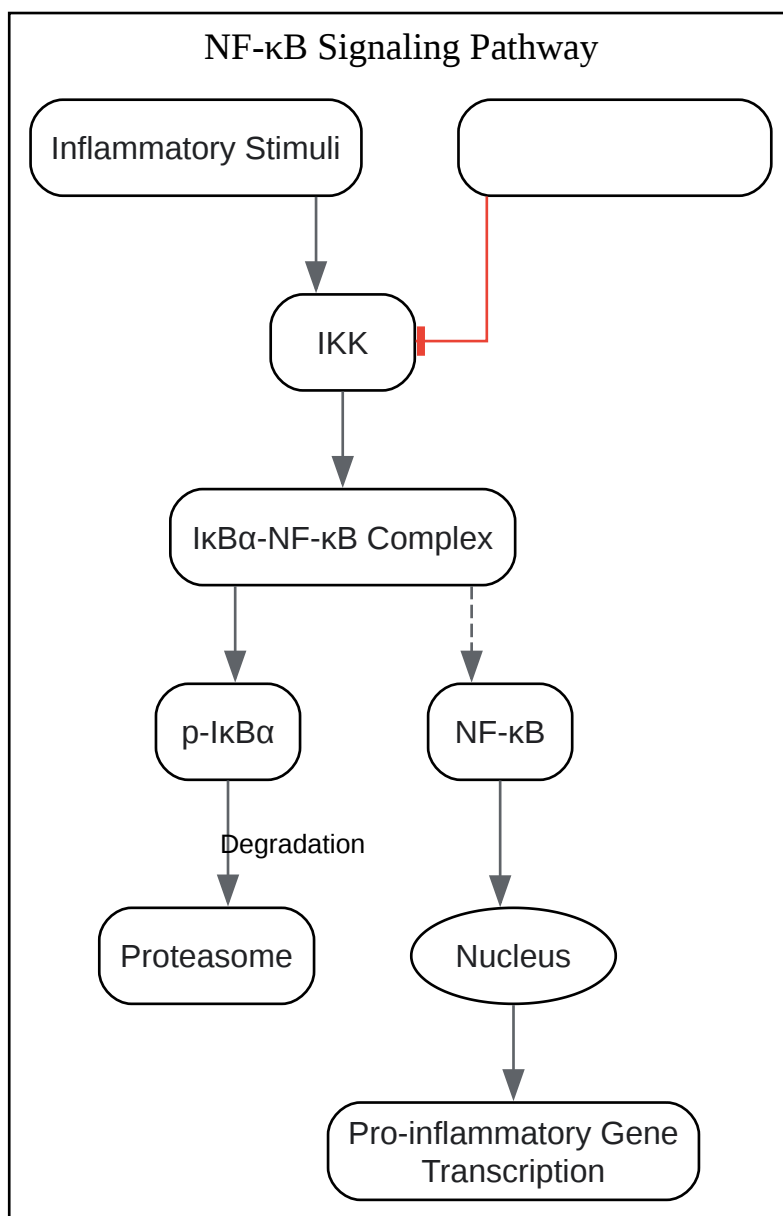 NF-κB Signaling Pathway
Inflammatory Stimuli
IKK
IκBα-NF-κB Complex
p-IκBα
NF-κB
Degradation
Proteasome
Nucleus
Pro-inflammatory Gene
Transcription